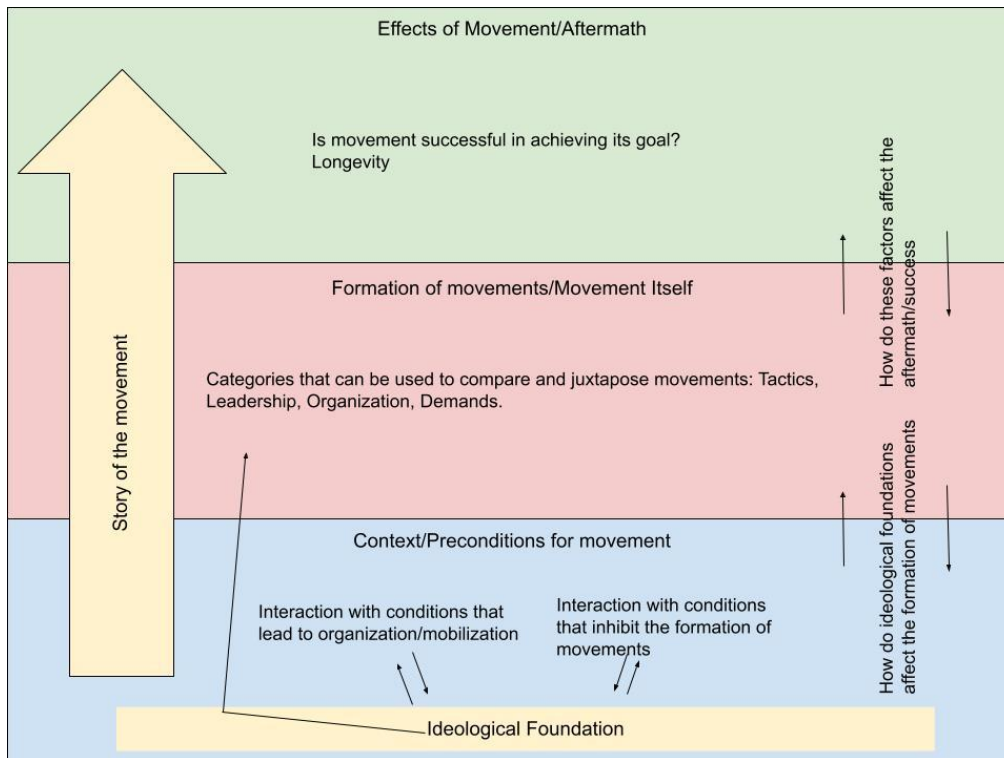 Effects of Movement/Aftermath
Is movement successful in achieving its goal?
Longevity
How do these factors affect the
aftermath/success
Formation of movements/Movement Itself
Story of the movement
Categories that can be used to compare and juxtapose movements: Tactics,
Leadership, Organization, Demands.
How do ideological foundations
affect the formation of movements
Context/Preconditions for movement
Interaction with conditions that
lead to organization/mobilization
Interaction with conditions
that inhibit the formation of
movements
Ideological Foundation